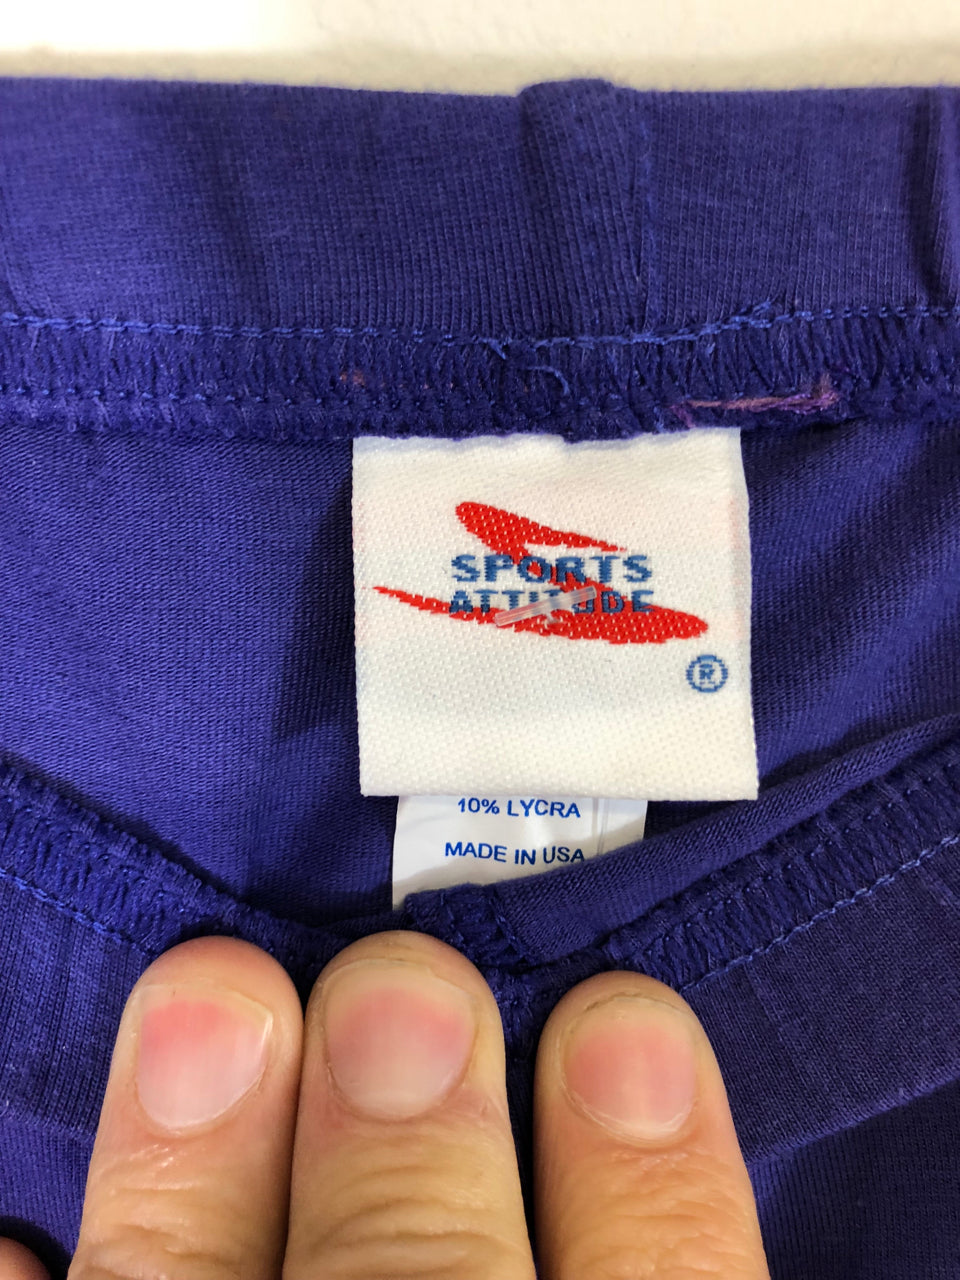 SPORTS
ATTITUDE
®
10% LYCRA
MADE IN USA